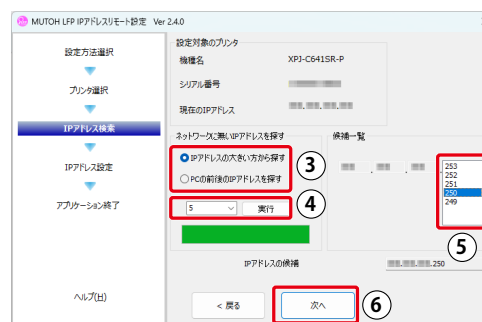 MUTOH LFP IPアドレスリモート設定 Ver 2.4.0
設定方法選択
プリンタ選択
IPアドレス検索
IPアドレス設定
アプリケーション終了
ヘルプ(H)
設定対象のプリンタ
機種名 XPJ-C641SR-P
シリアル番号
現在のIPアドレス
ネットワークに無いIPアドレスを探す
IPアドレスの大きい方から探す
PCの前後のIPアドレスを探す
③
5 実行
④
候補一覧
253
252
251
250
249
⑤
IPアドレスの候補 .250
< 戻る 次へ
⑥